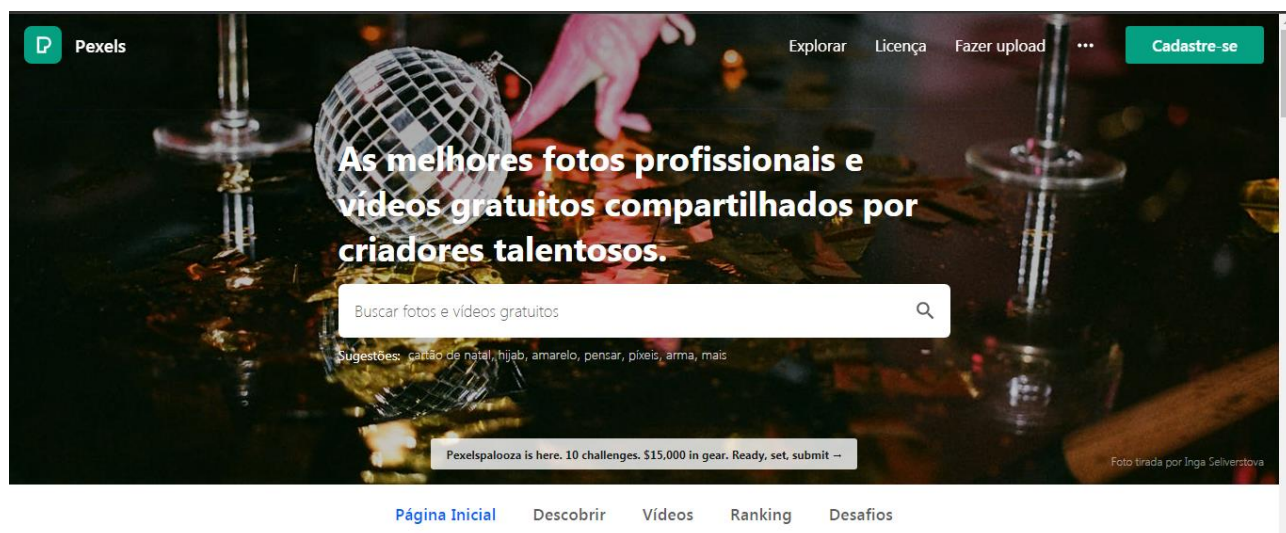 Pexels
Explorar Licença Fazer upload ••• Cadastre-se
As melhores fotos profissionais e
vídeos gratuitos compartilhados por
criadores talentosos.
Buscar fotos e vídeos gratuitos
Sugestões: cartão de natal, hijab, amarelo, pensar, píxeis, arma, mais
Pexelspalooza is here. 10 challenges. $15,000 in gear. Ready, set, submit →
Foto tirada por Inga Seliverstova
Página Inicial Descobrir Vídeos Ranking Desafios